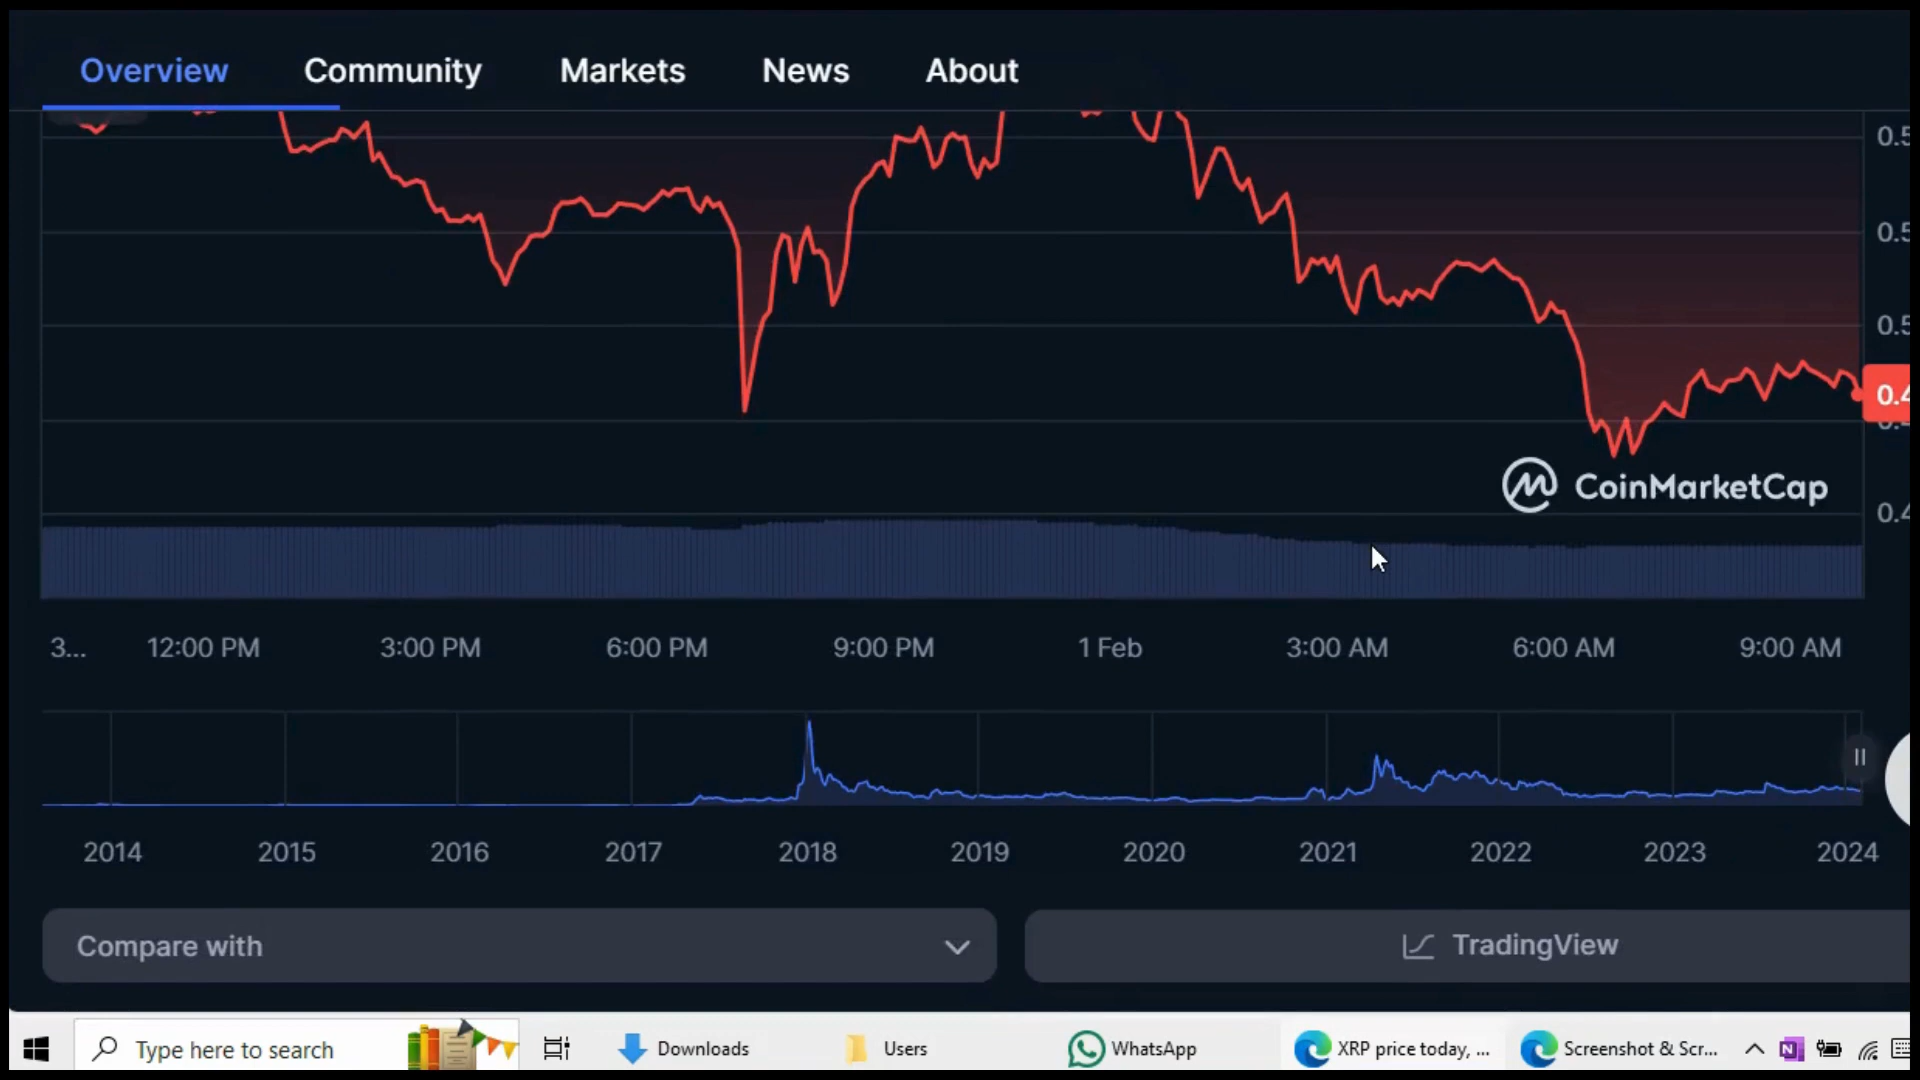 Overview Community Markets News About
0.5
0.5
0.5
0.4
CoinMarketCap
0.4
3... 12:00 PM 3:00 PM 6:00 PM 9:00 PM 1 Feb 3:00 AM 6:00 AM 9:00 AM
2014 2015 2016 2017 2018 2019 2020 2021 2022 2023 2024
Compare with TradingView
Type here to search Downloads Users WhatsApp XRP price today, ... Screenshot & Scr...